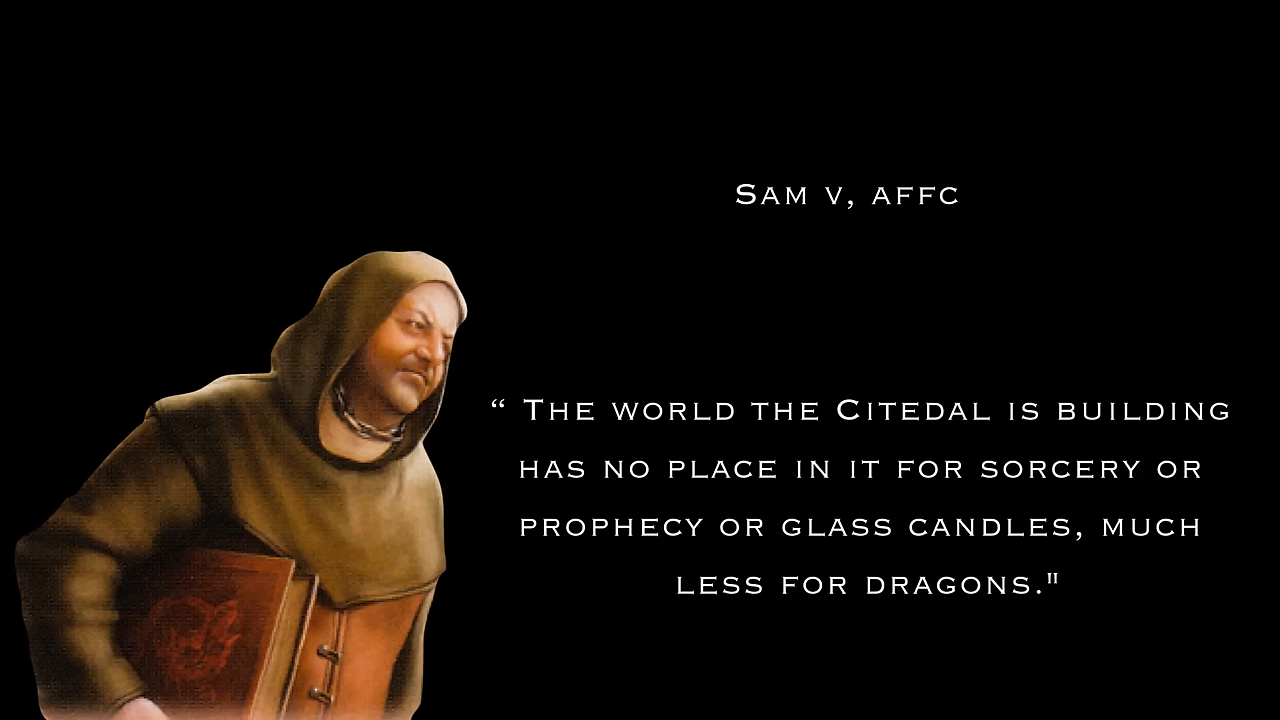 Sam V, AFFC
“ The world the Citedal is building
has no place in it for sorcery or
prophecy or glass candles, much
less for dragons."